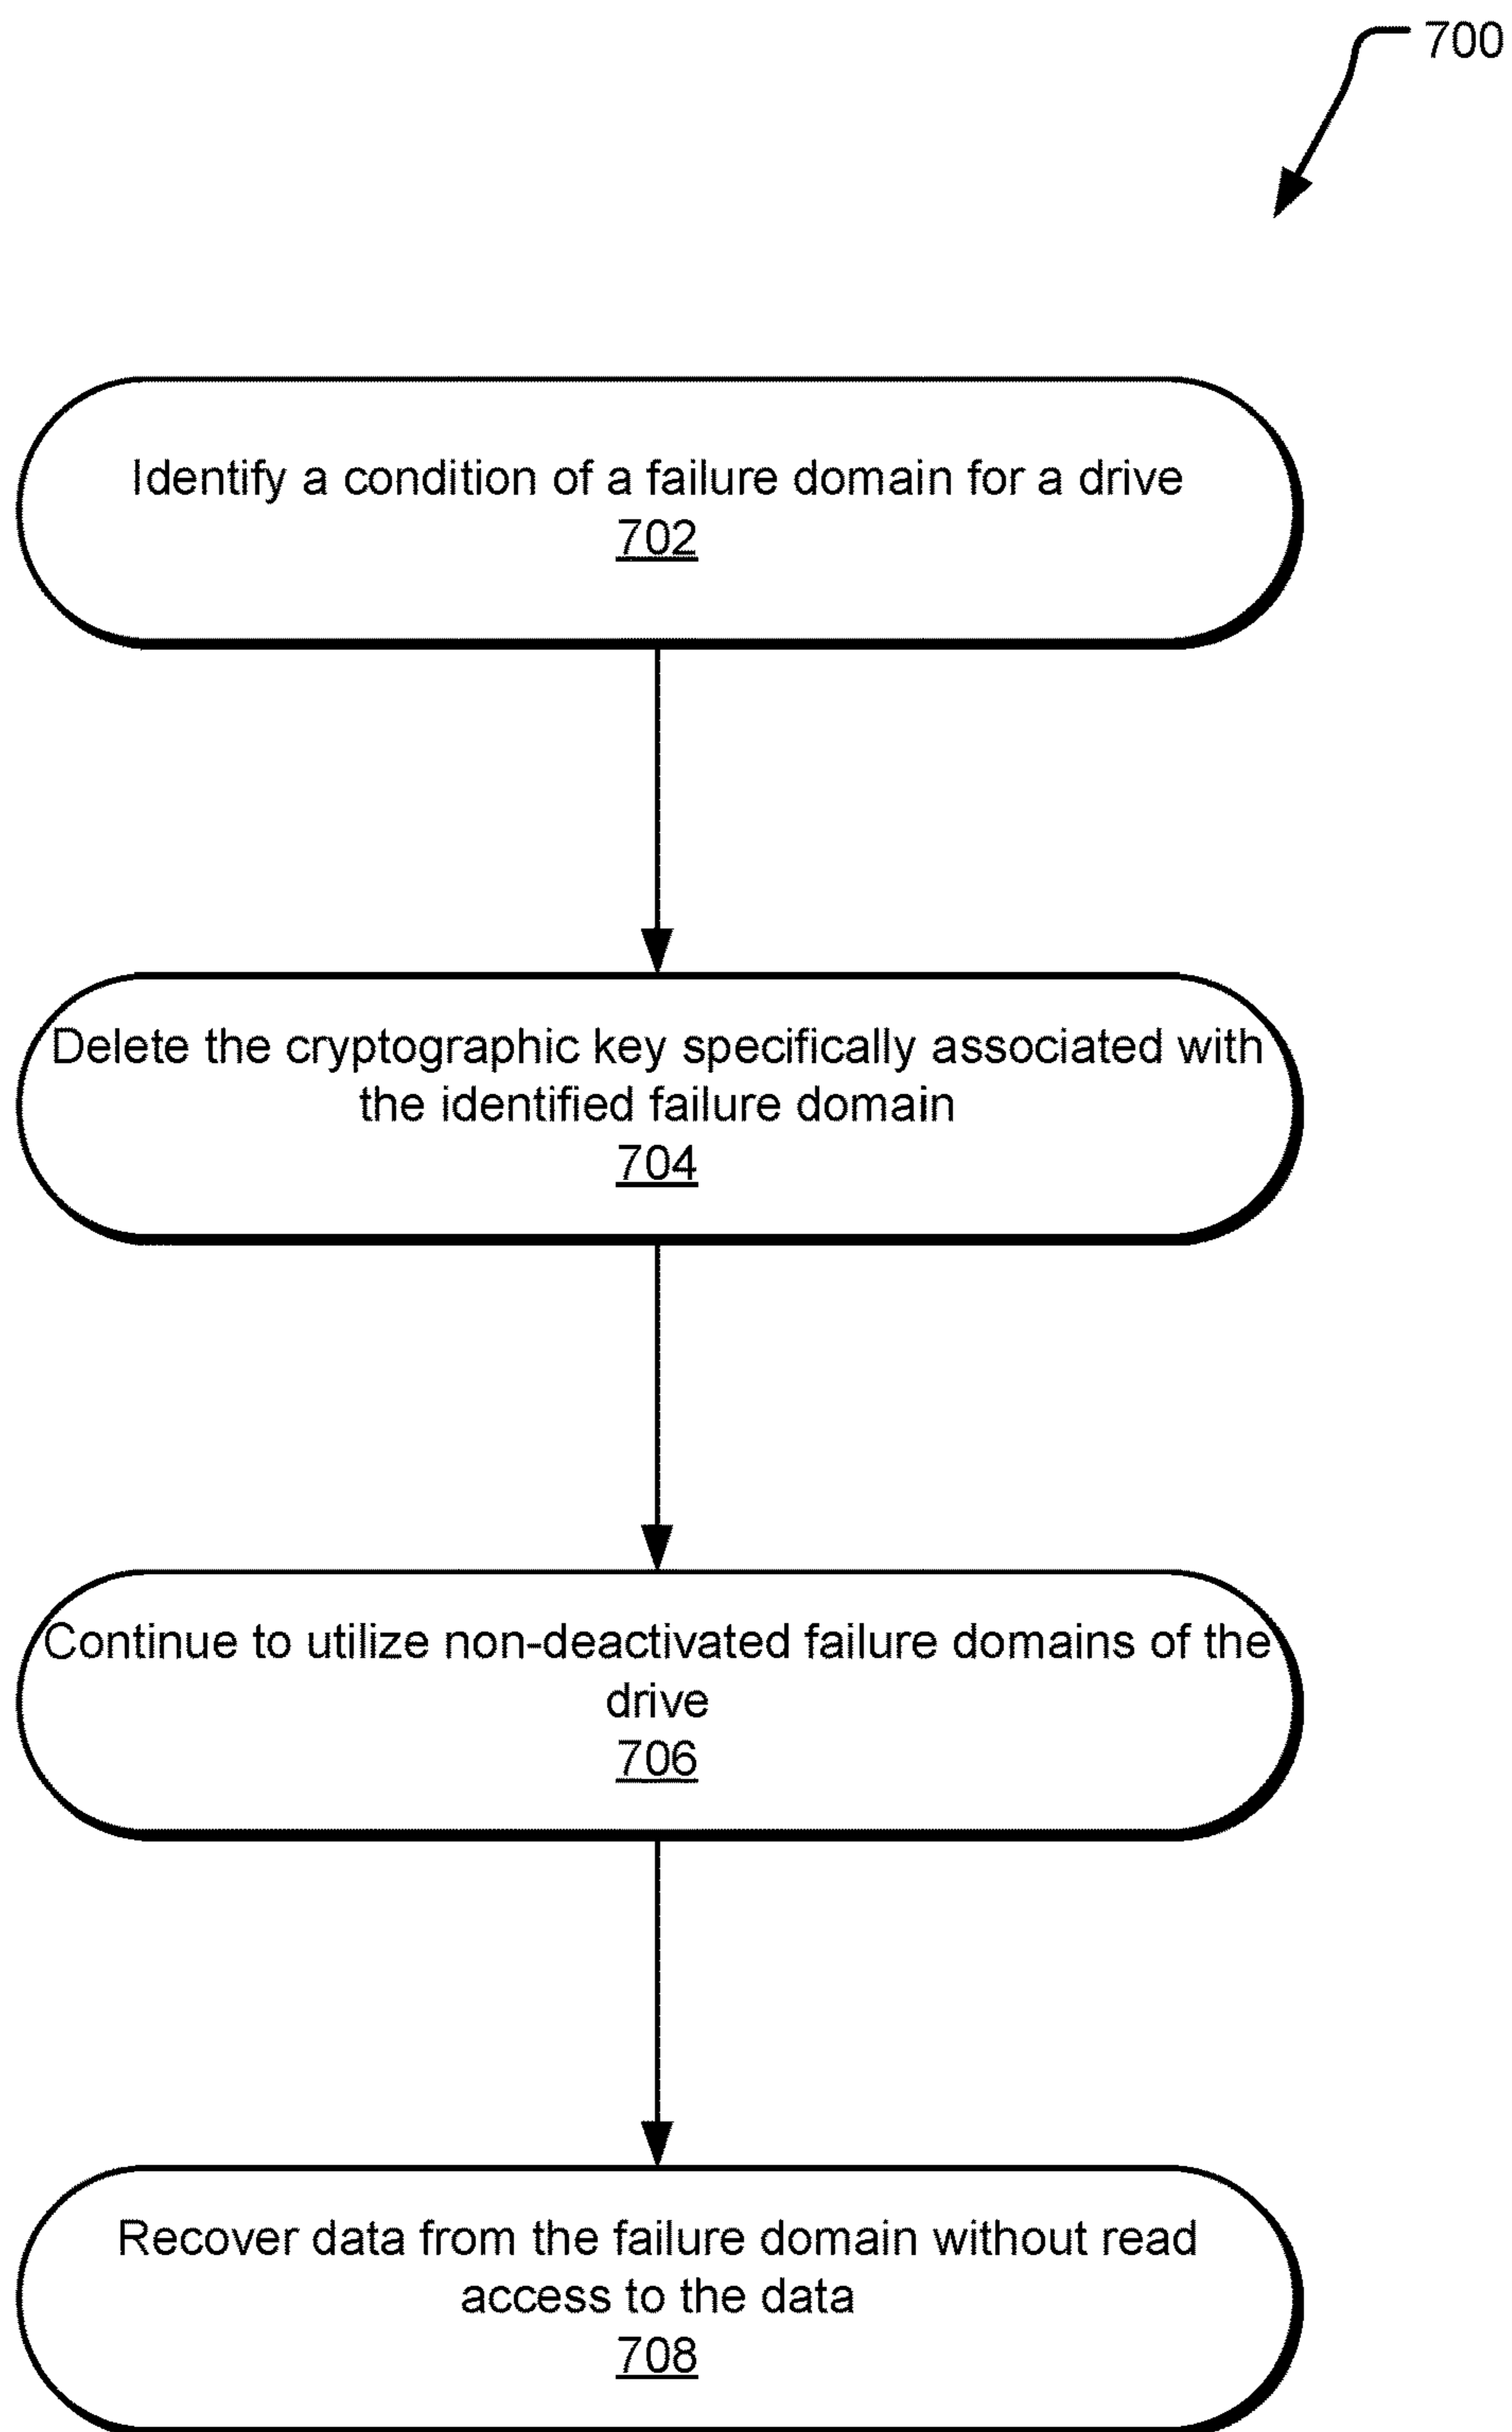 700
Identify a condition of a failure domain for a drive
702
Delete the cryptographic key specifically associated with
the identified failure domain
704
Continue to utilize non-deactivated failure domains of the
drive
706
Recover data from the failure domain without read
access to the data
708